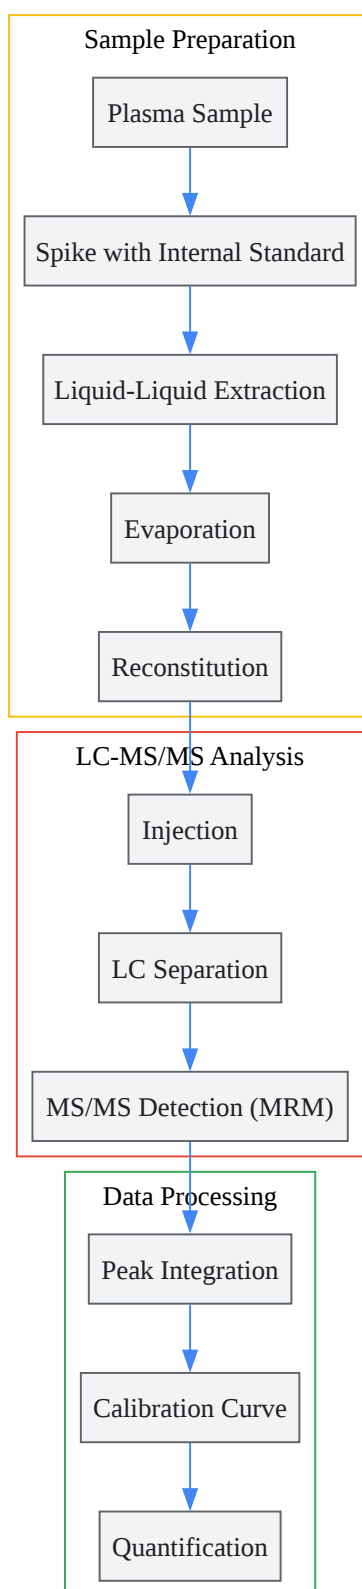 Sample Preparation
Plasma Sample
Spike with Internal Standard
Liquid-Liquid Extraction
Evaporation
Reconstitution
LC-MS/MS Analysis
Injection
LC Separation
MS/MS Detection (MRM)
Data Processing
Peak Integration
Calibration Curve
Quantification